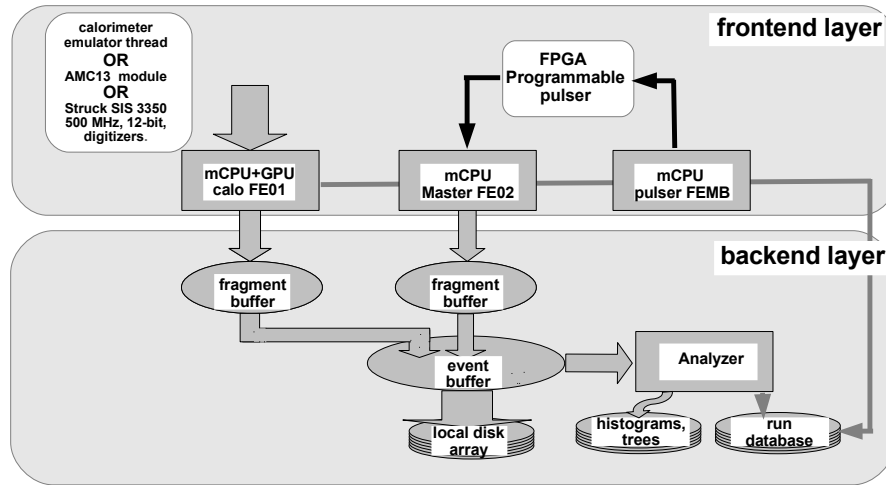 frontend layer
calorimeter
emulator thread
OR
AMC13 module
OR
Struck SIS 3350
500 MHz, 12-bit,
digitizers.
FPGA
Programmable
pulser
mCPU+GPU
calo FE01
mCPU
Master FE02
mCPU
pulser FEMB
backend layer
fragment
buffer
fragment
buffer
event
buffer
Analyzer
local disk
array
histograms,
trees
run
database